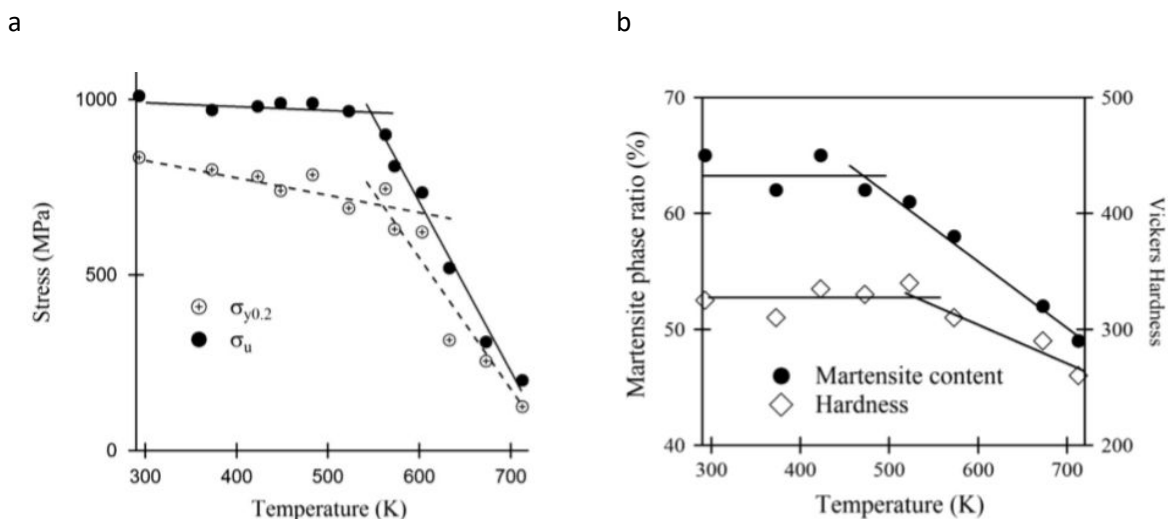 a
1000
500
0
Stress (MPa)
σy0.2
σu
300 400 500 600 700
Temperature (K)
b
70
60
50
40
Martensite phase ratio (%)
500
400
300
200
Vickers Hardness
Martensite content
Hardness
300 400 500 600 700
Temperature (K)